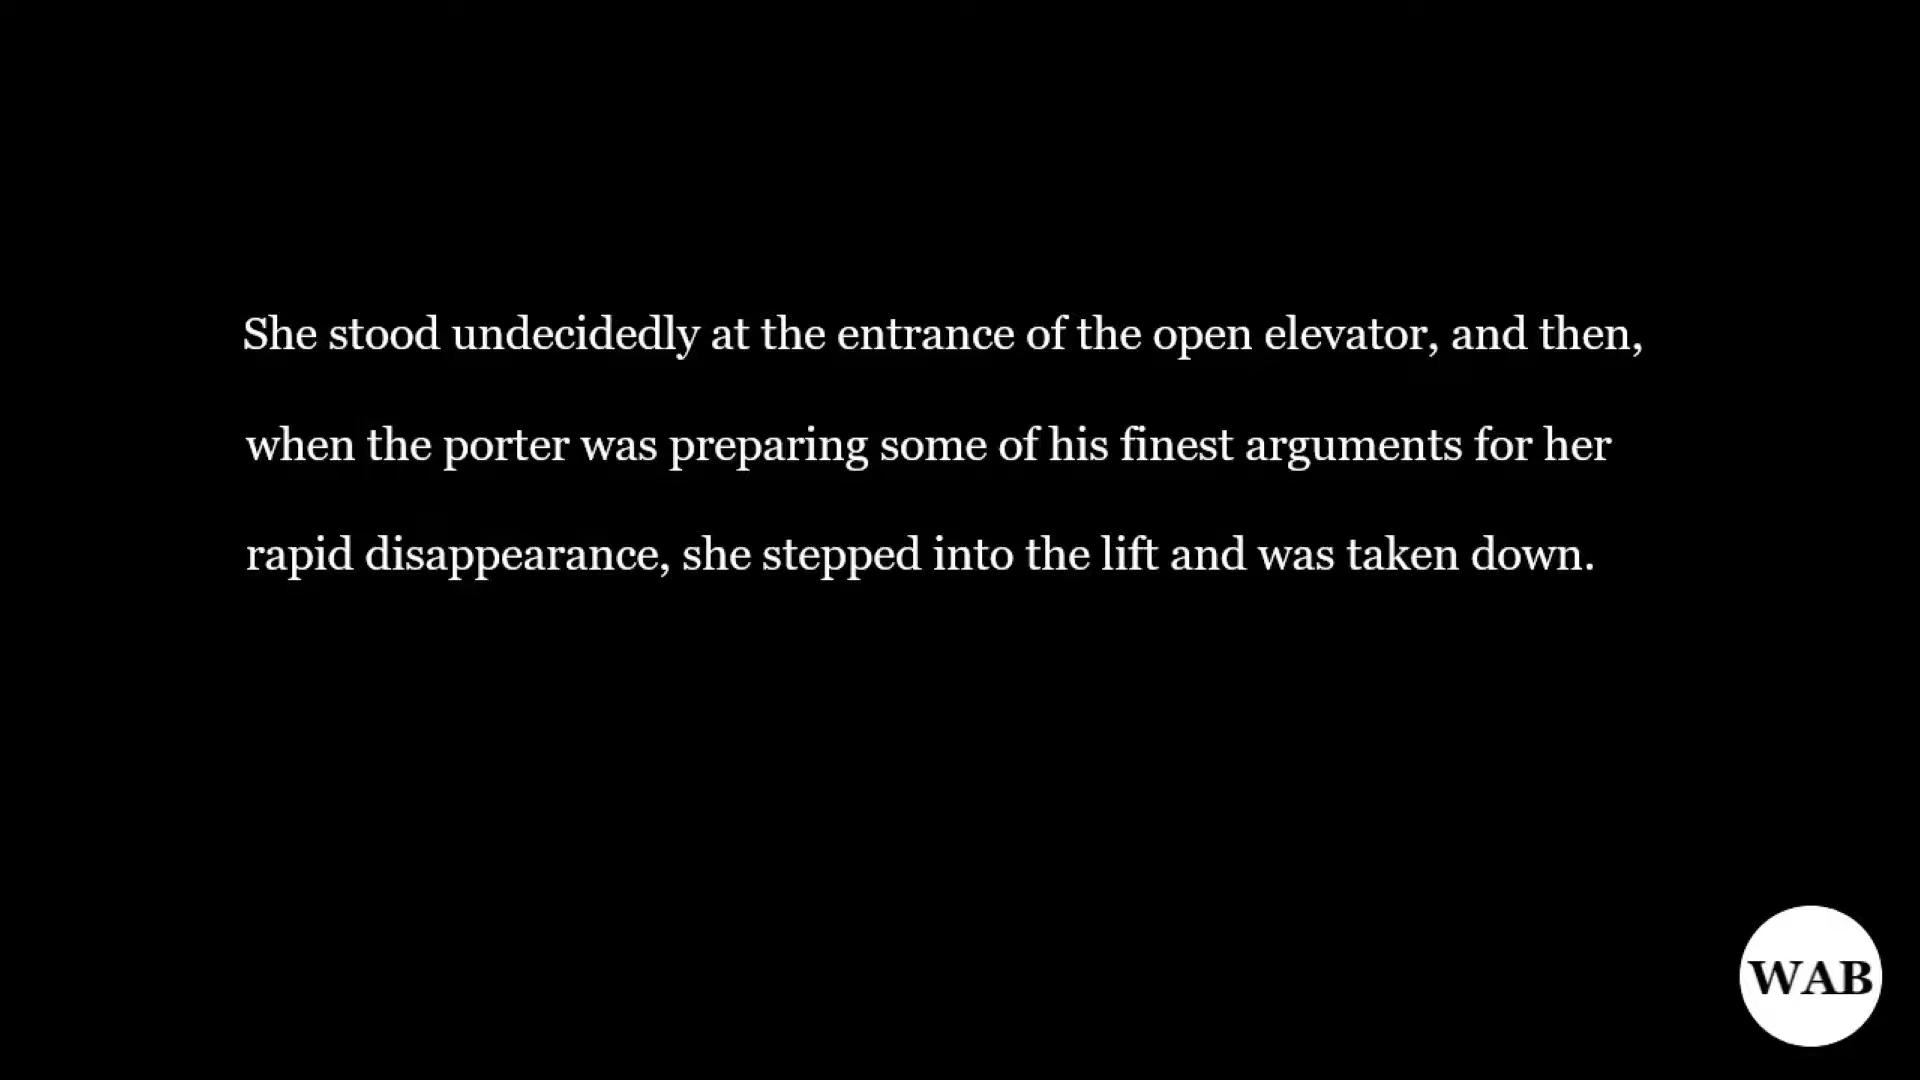 She stood undecidedly at the entrance of the open elevator, and then,
when the porter was preparing some of his finest arguments for her
rapid disappearance, she stepped into the lift and was taken down.
WAB